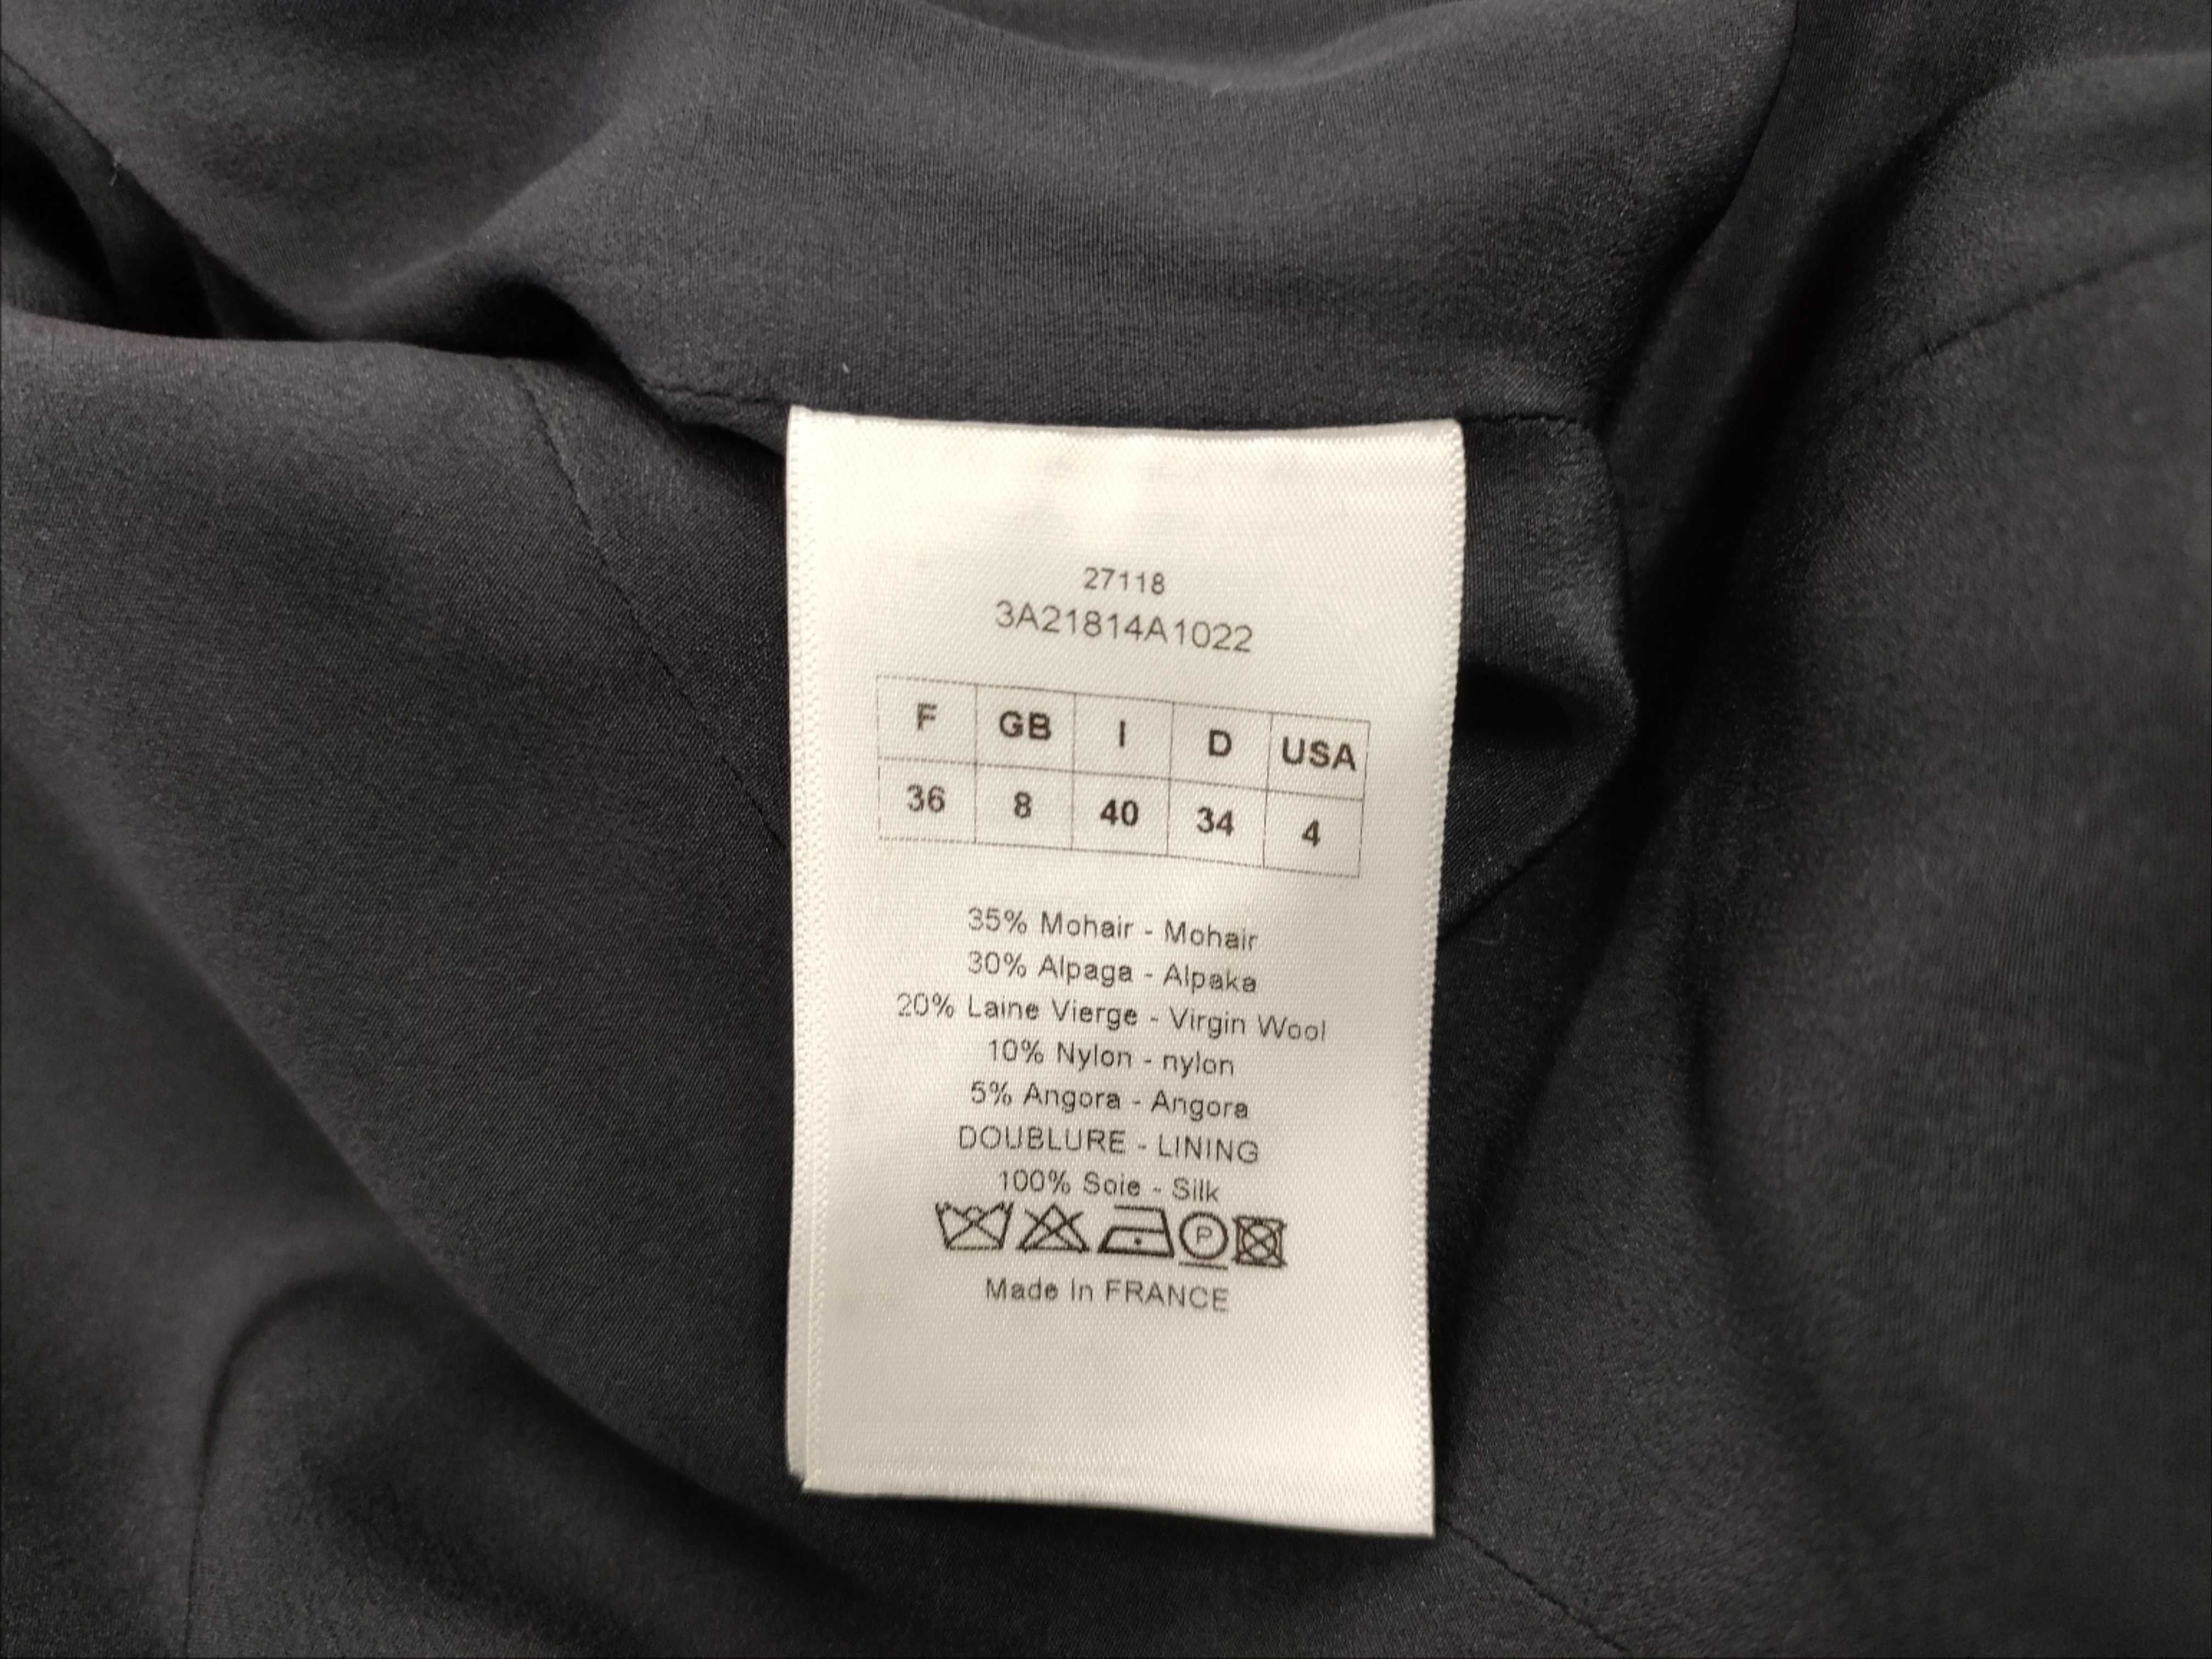 27118
3A21814A1022
F GB I D USA
36 8 40 34 4
35% Mohair - Mohair
30% Alpaga - Alpaka
20% Laine Vierge - Virgin Wool
10% Nylon - nylon
5% Angora - Angora
DOUBLURE - LINING
100% Soie - Silk
P
Made In FRANCE